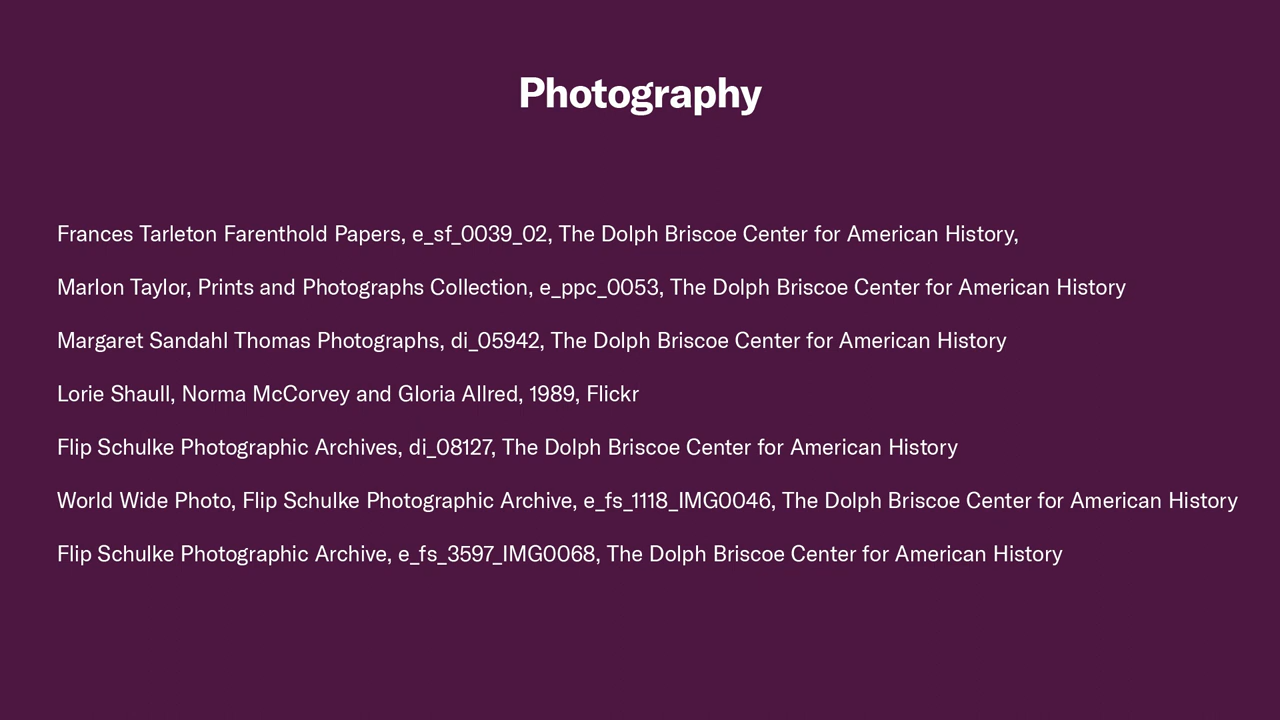 Photography
Frances Tarleton Farenthold Papers, e_sf_0039_02, The Dolph Briscoe Center for American History,
Marlon Taylor, Prints and Photographs Collection, e_ppc_0053, The Dolph Briscoe Center for American History
Margaret Sandahl Thomas Photographs, di_05942, The Dolph Briscoe Center for American History
Lorie Shaull, Norma McCorvey and Gloria Allred, 1989, Flickr
Flip Schulke Photographic Archives, di_08127, The Dolph Briscoe Center for American History
World Wide Photo, Flip Schulke Photographic Archive, e_fs_1118_IMG0046, The Dolph Briscoe Center for American History
Flip Schulke Photographic Archive, e_fs_3597_IMG0068, The Dolph Briscoe Center for American History